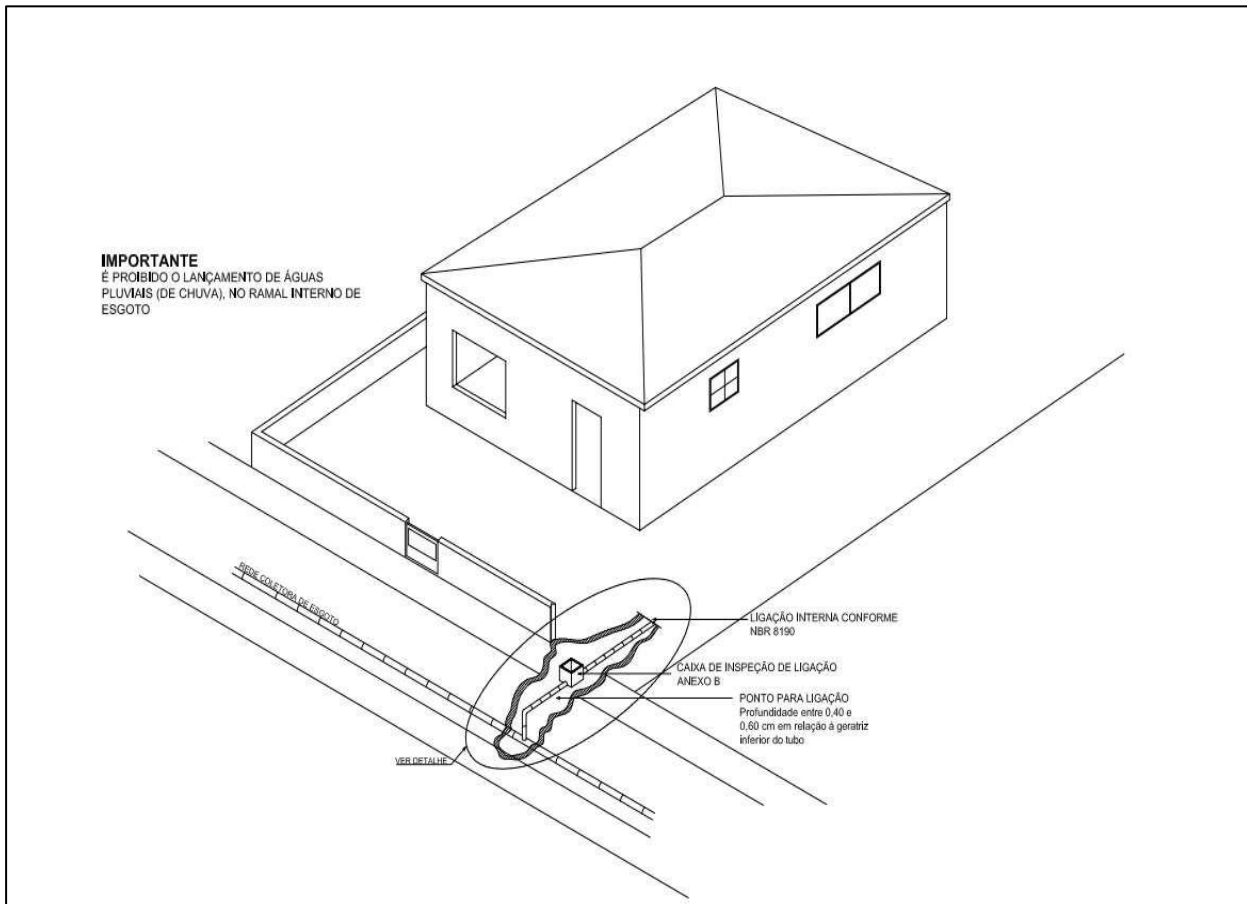 IMPORTANTE
É PROIBIDO O LANÇAMENTO DE ÁGUAS
PLUVIAIS (DE CHUVA), NO RAMAL INTERNO DE
ESGOTO
REDE COLETORA DE ESGOTO
LIGAÇÃO INTERNA CONFORME
NBR 8190
CAIXA DE INSPEÇÃO DE LIGAÇÃO
ANEXO B
PONTO PARA LIGAÇÃO
Profundidade entre 0,40 e
0,60 cm em relação à geratriz
inferior do tubo
VER DETALHE